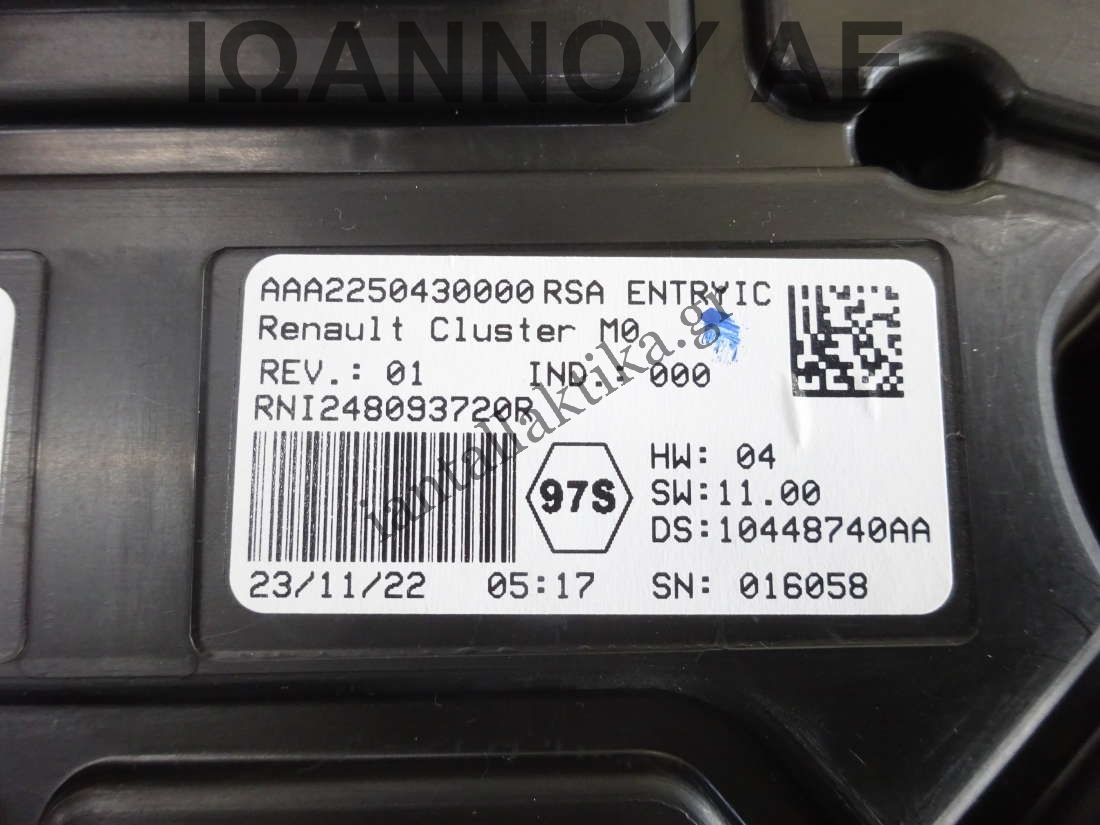 ΙΩΑΝΝΟΥ ΑΕ
AAA2250430000 RSA ENTRYIC
Renault Cluster M0
REV.: 01 IND.: 000
RNI248093720R
iantallaktika.gr
97S
HW: 04
SW:11.00
DS:10448740AA
23/11/22 05:17 SN: 016058